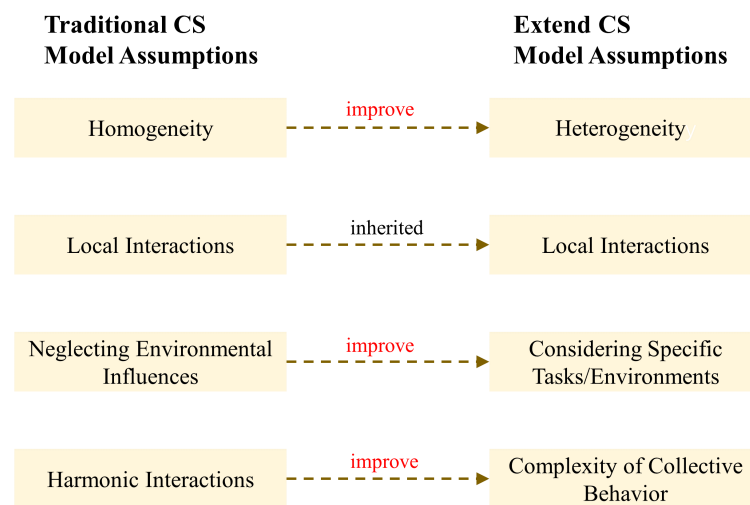 Traditional CS
Model Assumptions
Extend CS
Model Assumptions
Homogeneity
improve
Heterogeneity
Local Interactions
inherited
Local Interactions
Neglecting Environmental
Influences
improve
Considering Specific
Tasks/Environments
Harmonic Interactions
improve
Complexity of Collective
Behavior